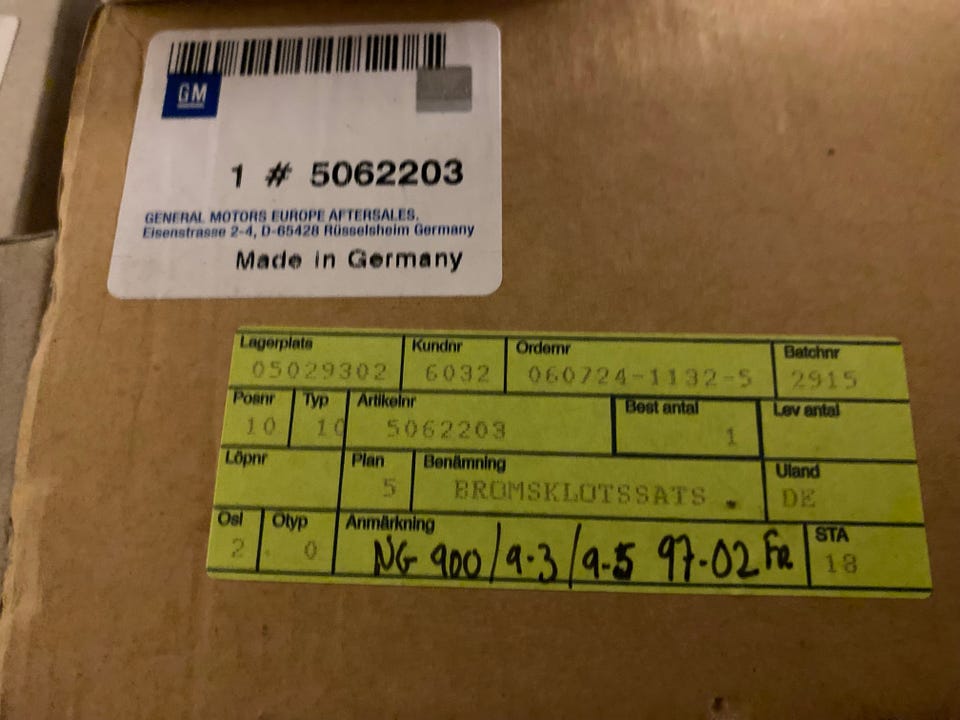 GM
1 # 5062203
GENERAL MOTORS EUROPE AFTERSALES.
Eisenstrasse 2-4, D-65428 Rüsselsheim Germany
Made in Germany
Lagerplats Kundnr Ordernr Batchnr
05029302 6032 060724-1132-5 2915
Posnr Typ Artikelnr Best antal Lev antal
10 10 5062203 1
Löpnr Plan Benämning Uland
5 BROMSKLOTSSATS . DE
Osl Otyp Anmärkning STA
2 0 NG 900/9-3/9-5 97-02 FR 18